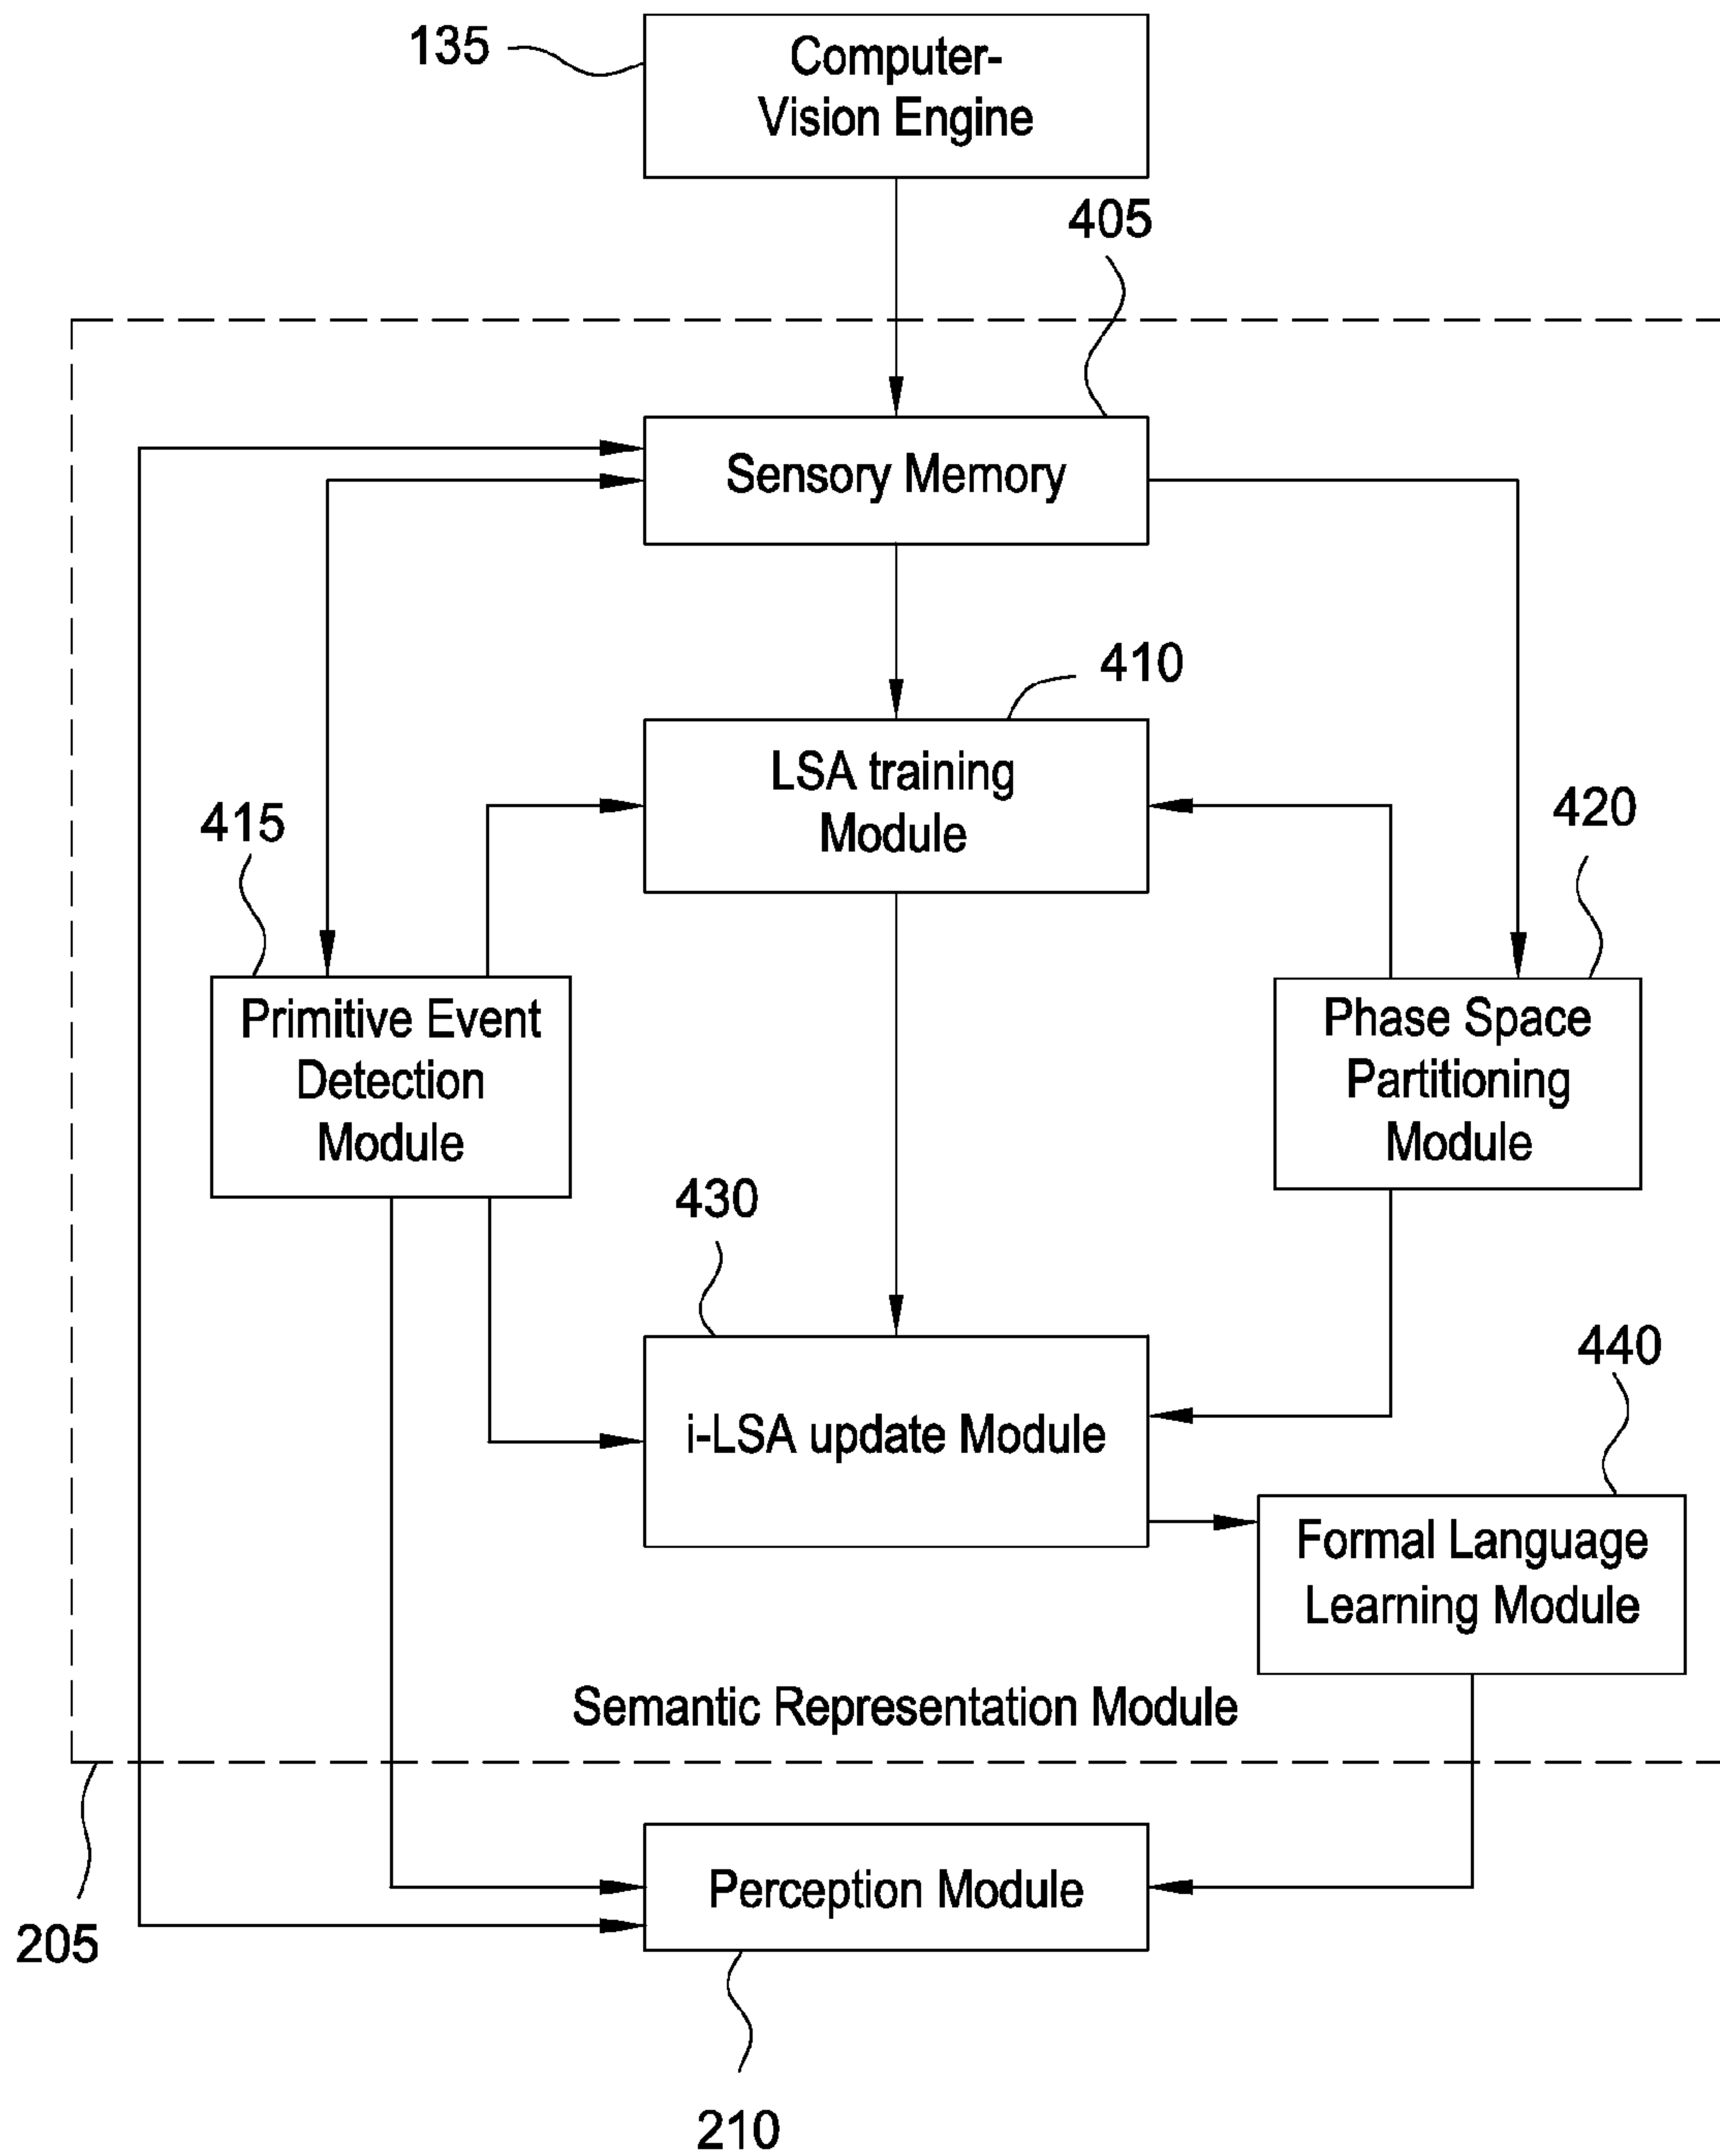 135
Computer-
Vision Engine
405
Sensory Memory
410
LSA training
Module
415
420
Primitive Event
Detection
Module
Phase Space
Partitioning
Module
430
440
i-LSA update Module
Formal Language
Learning Module
Semantic Representation Module
Perception Module
205
210